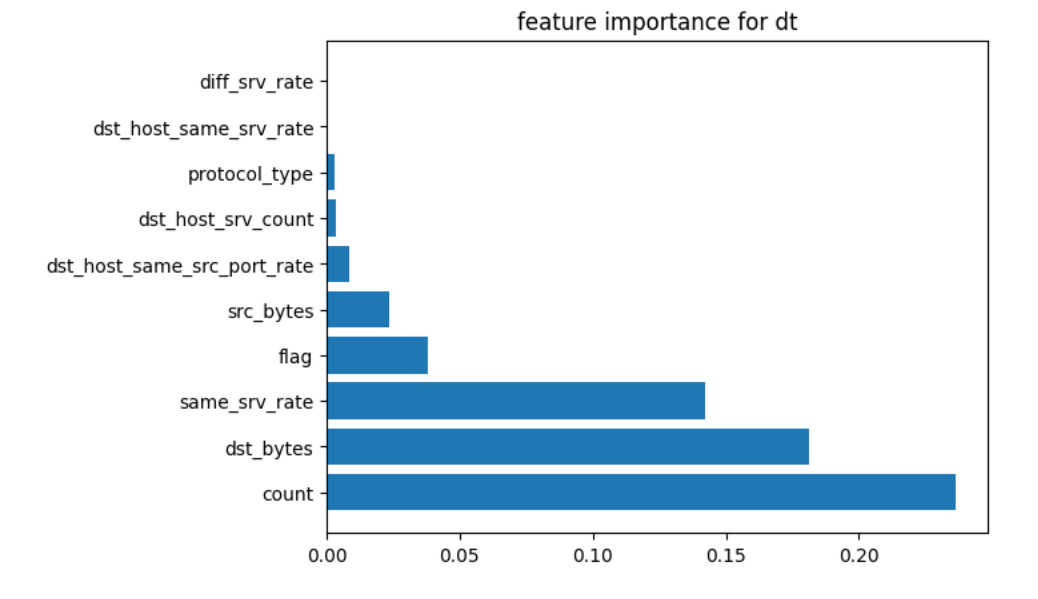 feature importance for dt
diff_srv_rate
dst_host_same_srv_rate
protocol_type
dst_host_srv_count
dst_host_same_src_port_rate
src_bytes
flag
same_srv_rate
dst_bytes
count
0.00 0.05 0.10 0.15 0.20